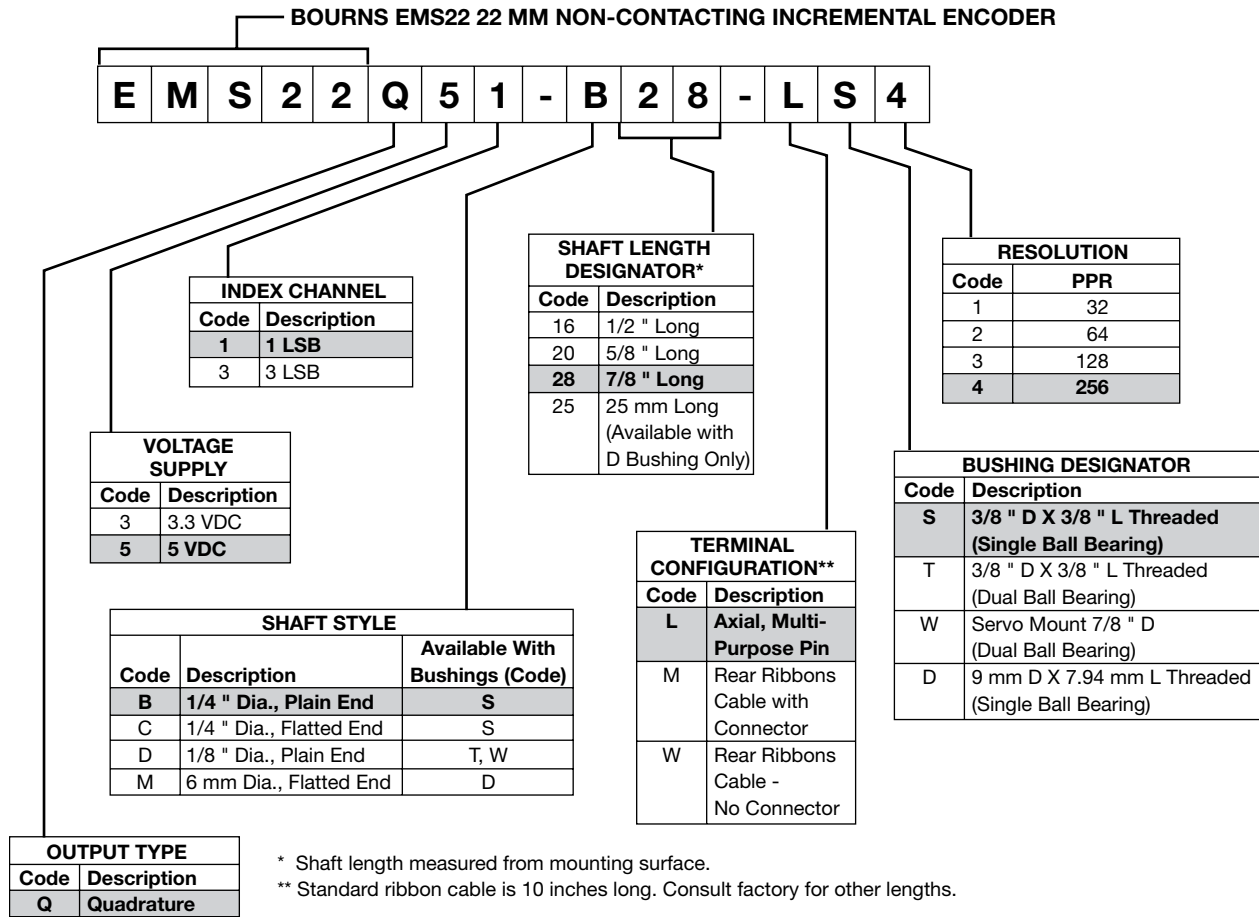 BOURNS EMS22 22 MM NON-CONTACTING INCREMENTAL ENCODER
E M S 2 2 Q 5 1 - B 2 8 - L S 4
INDEX CHANNEL
Code Description
1 1 LSB
3 3 LSB
SHAFT LENGTH
DESIGNATOR*
Code Description
16 1/2 " Long
20 5/8 " Long
28 7/8 " Long
25 25 mm Long
(Available with
D Bushing Only)
RESOLUTION
Code PPR
1 32
2 64
3 128
4 256
VOLTAGE
SUPPLY
Code Description
3 3.3 VDC
5 5 VDC
BUSHING DESIGNATOR
Code Description
S 3/8 " D X 3/8 " L Threaded
(Single Ball Bearing)
T 3/8 " D X 3/8 " L Threaded
(Dual Ball Bearing)
W Servo Mount 7/8 " D
(Dual Ball Bearing)
D 9 mm D X 7.94 mm L Threaded
(Single Ball Bearing)
TERMINAL
CONFIGURATION**
Code Description
L Axial, Multi-
Purpose Pin
M Rear Ribbons
Cable with
Connector
W Rear Ribbons
Cable -
No Connector
SHAFT STYLE
Available With
Code Description Bushings (Code)
B 1/4 " Dia., Plain End S
C 1/4 " Dia., Flatted End S
D 1/8 " Dia., Plain End T, W
M 6 mm Dia., Flatted End D
OUTPUT TYPE
Code Description
Q Quadrature
* Shaft length measured from mounting surface.
** Standard ribbon cable is 10 inches long. Consult factory for other lengths.